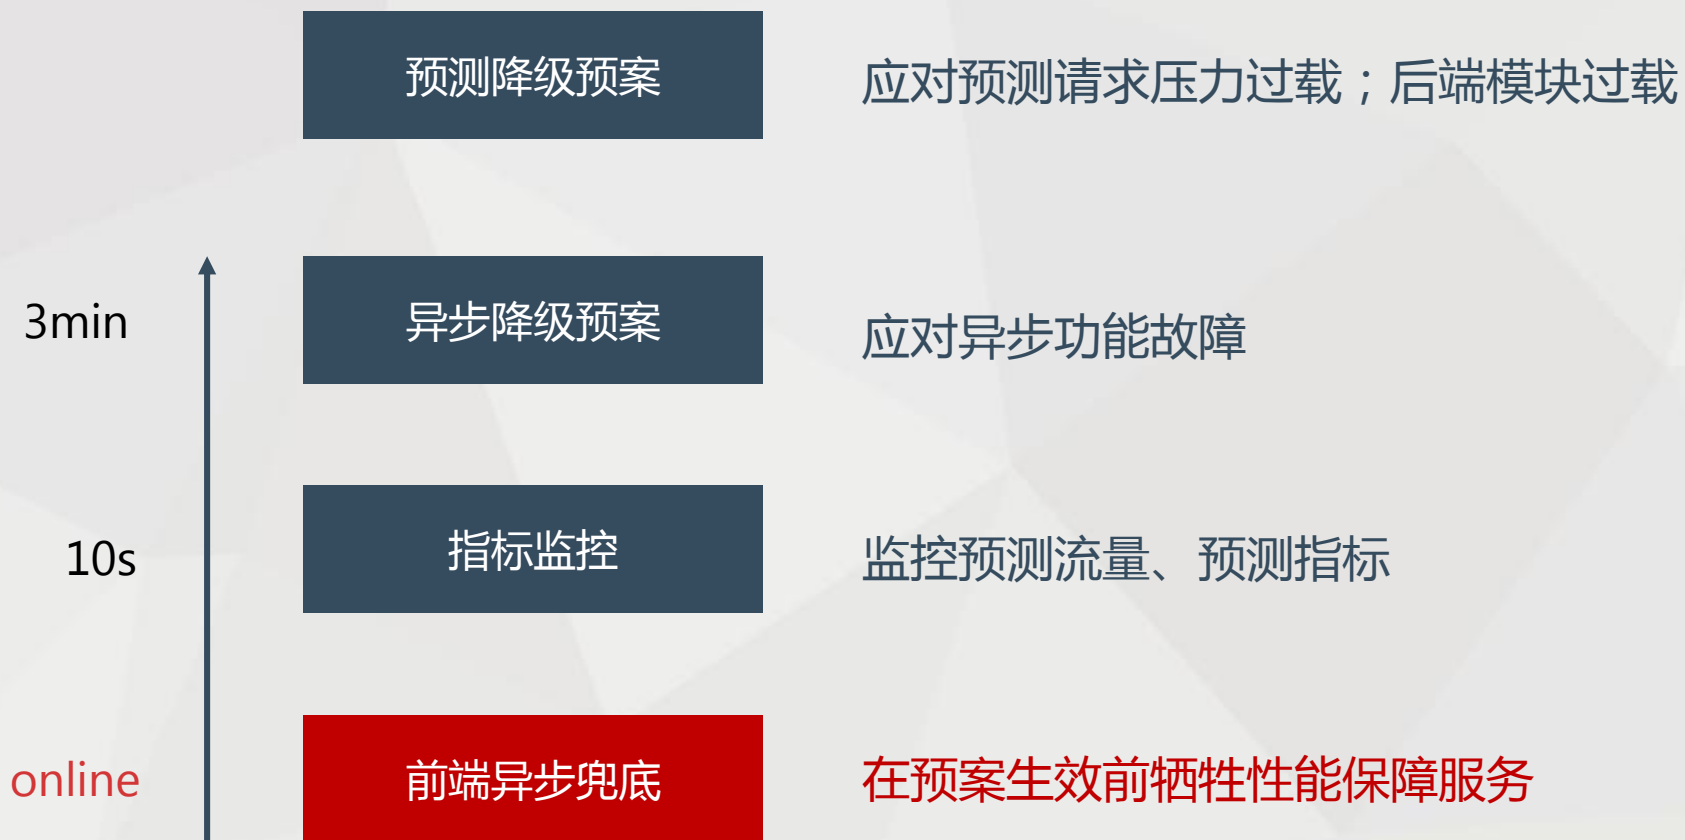 预测降级预案
应对预测请求压力过载；后端模块过载
3min
异步降级预案
应对异步功能故障
10s
指标监控
监控预测流量、预测指标
online
前端异步兜底
在预案生效前牺牲性能保障服务